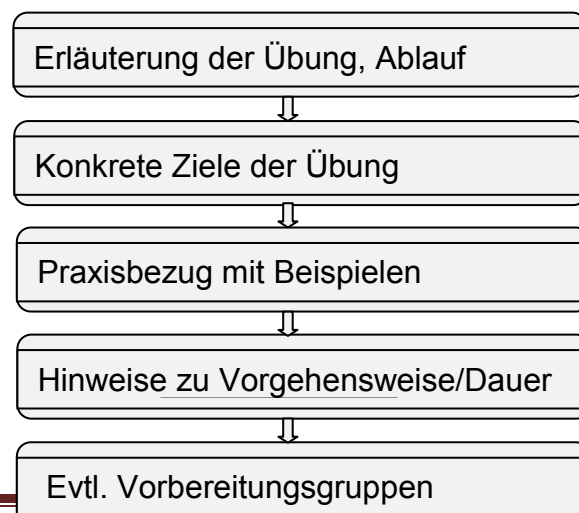 Erläuterung der Übung, Ablauf
Konkrete Ziele der Übung
Praxisbezug mit Beispielen
Hinweise zu Vorgehensweise/Dauer
Evtl. Vorbereitungsgruppen